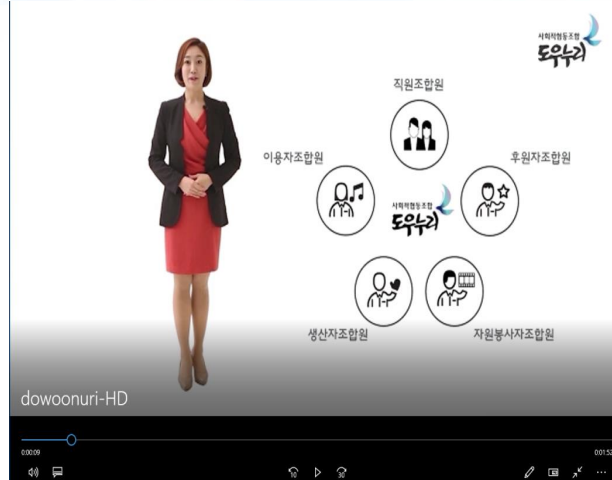 사회적협동조합
도우누리
직원조합원
이용자조합원
후원자조합원
사회적협동조합
도우누리
생산자조합원
자원봉사자조합원
dowoonuri-HD
0:00:09
0:01:52
10
30